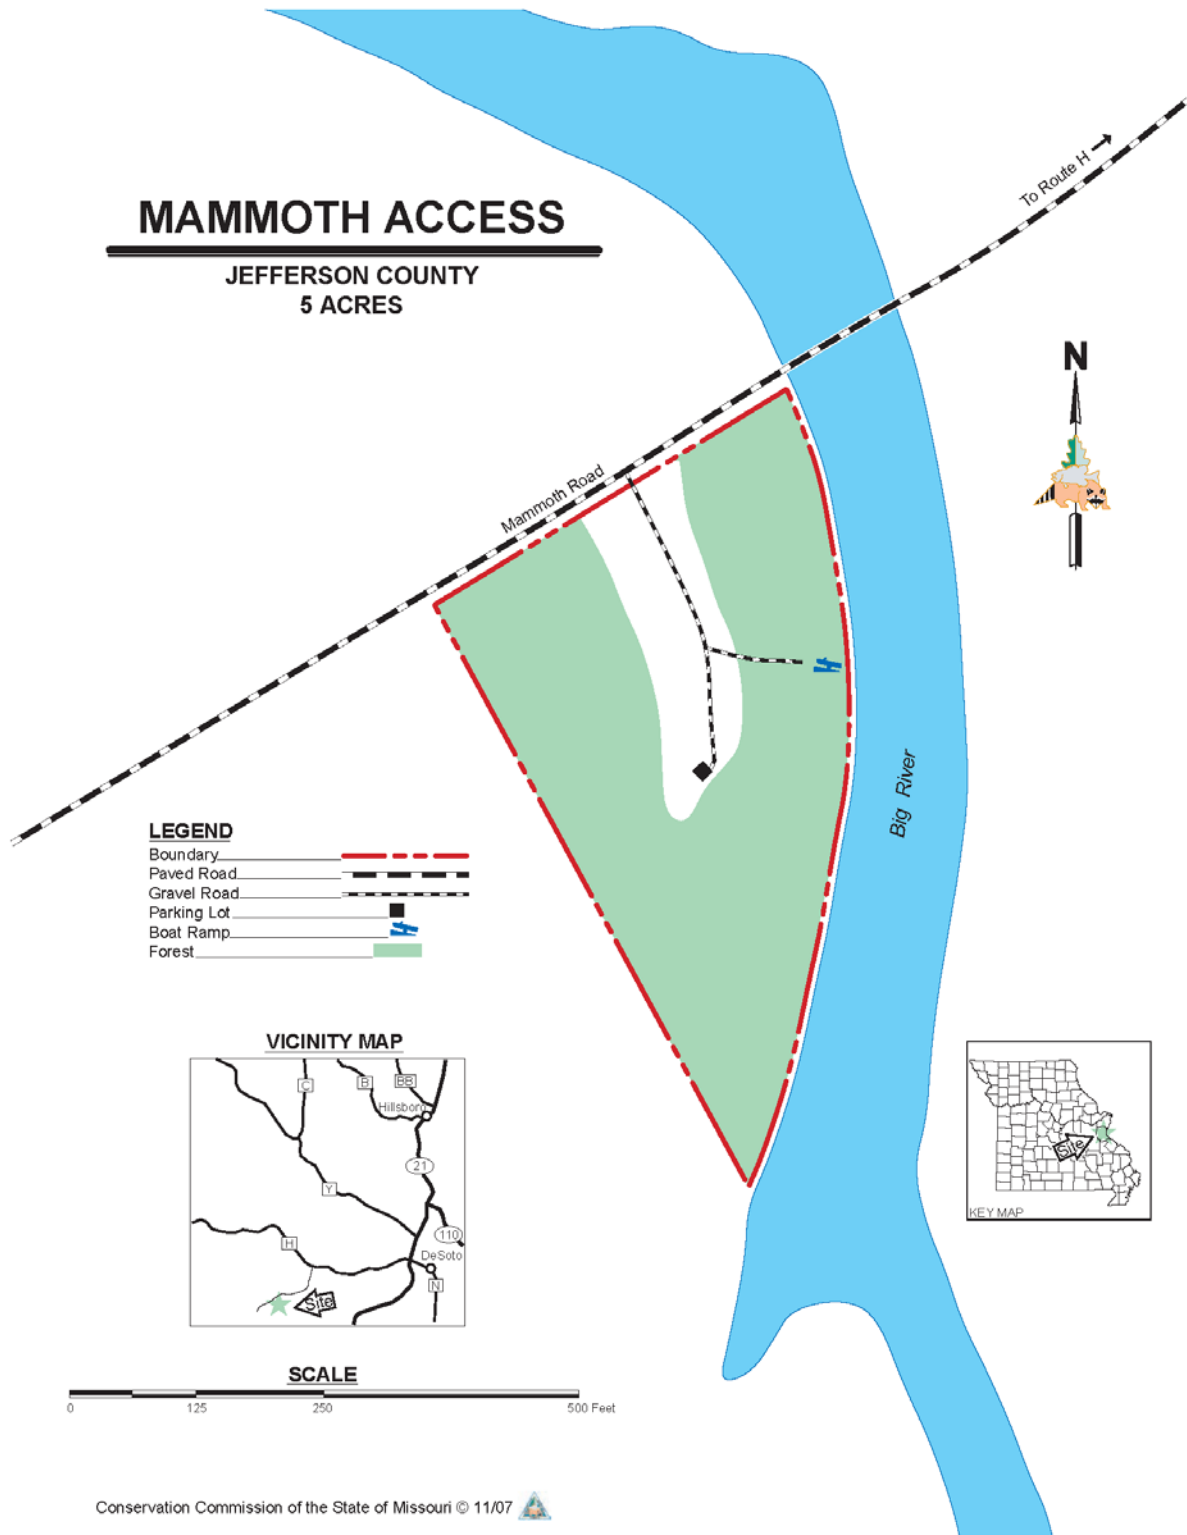 To Route H
MAMMOTH ACCESS
JEFFERSON COUNTY
5 ACRES
N
Mammoth Road
Big River
LEGEND
Boundary
Paved Road
Gravel Road
Parking Lot
Boat Ramp
Forest
VICINITY MAP
C
B
BB
Hillsboro
21
Y
110
H
DeSoto
N
Site
Site
KEY MAP
SCALE
0 125 250 500 Feet
Conservation Commission of the State of Missouri © 11/07